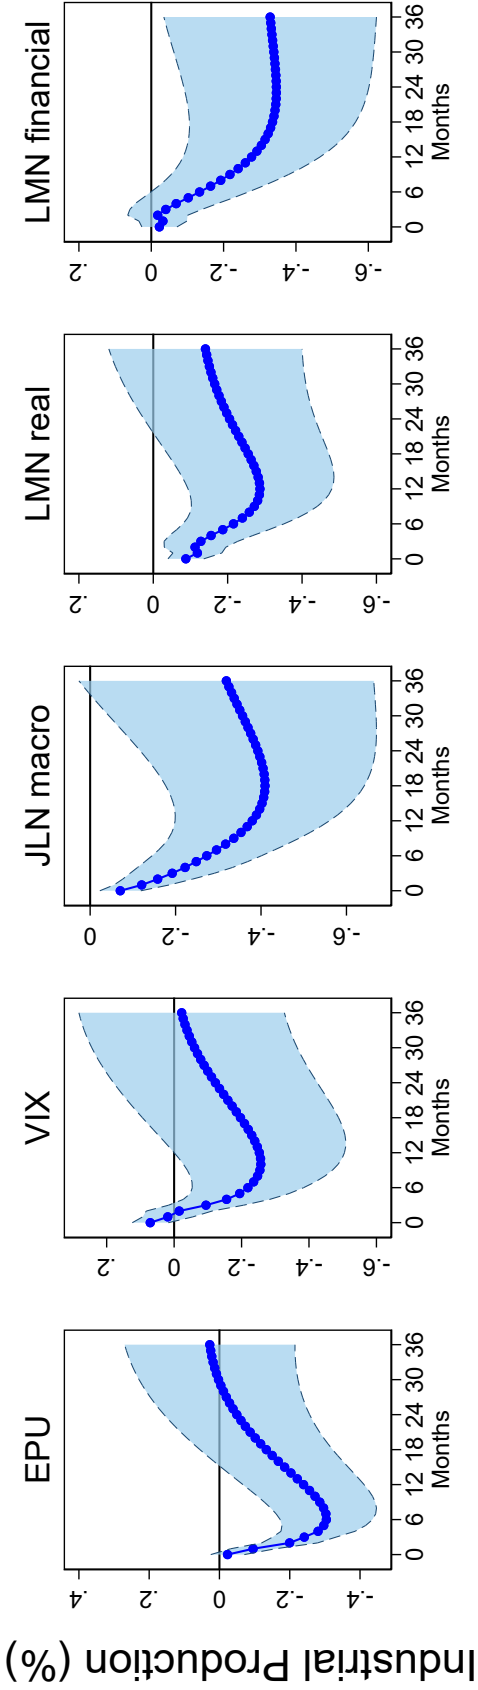 Industrial Production (%)
EPU
.4
.2
0
-.2
-.4
0 6 12 18 24 30 36
Months
VIX
.2
0
-.2
-.4
-.6
0 6 12 18 24 30 36
Months
JLN macro
0
-.2
-.4
-.6
0 6 12 18 24 30 36
Months
LMN real
.2
0
-.2
-.4
-.6
0 6 12 18 24 30 36
Months
LMN financial
.2
0
-.2
-.4
-.6
0 6 12 18 24 30 36
Months